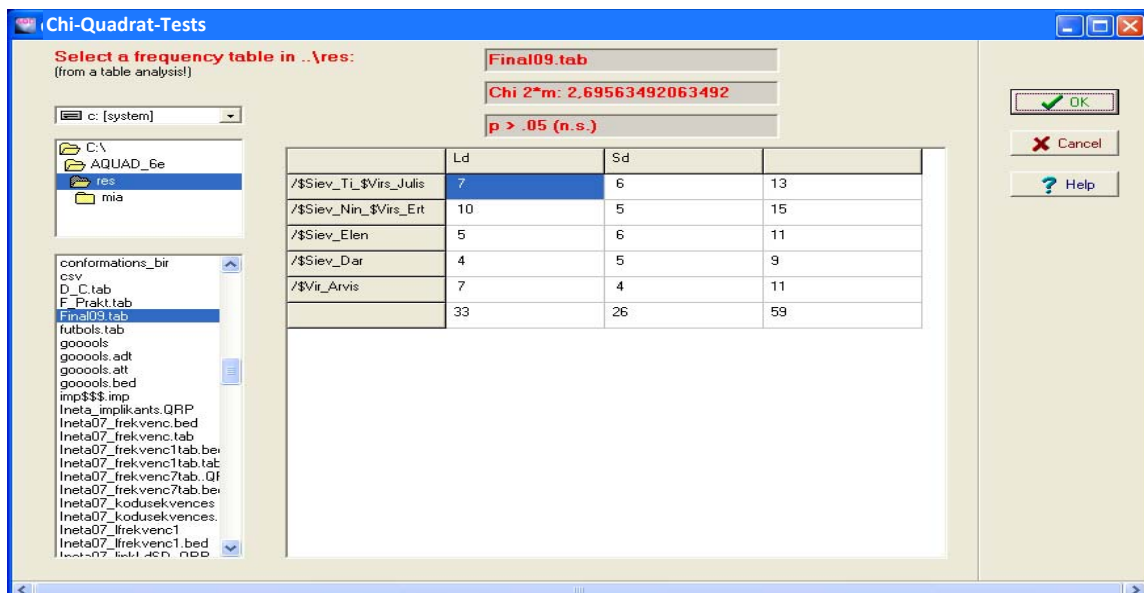 Chi-Quadrat-Tests
Select a frequency table in ..\res:
(from a table analysis!)
c: [system]
C:\
AQUAD_6e
res
mia
conformations_bir
csv
D_C.tab
F_Prakt.tab
Final09.tab
futbols.tab
gooools
gooools.adt
gooools.att
gooools.bed
imp$$$.imp
Ineta_implikants.QRP
Ineta07_frekvenc.bed
Ineta07_frekvenc.tab
Ineta07_frekvenc1tab.be
Ineta07_frekvenc1tab.tab
Ineta07_frekvenc7tab..
Ineta07_frekvenc7tab.be
Ineta07_kodusekvences
Ineta07_kodusekvences.
Ineta07_lfrekvenc1
Ineta07_lfrekvenc1.bed
Final09.tab
Chi 2*m: 2,69563492063492
p > .05 (n.s.)
Ld Sd
/$Siev_Ti_$Virs_Julis 7 6 13
/$Siev_Nin_$Virs_Ert 10 5 15
/$Siev_Elen 5 6 11
/$Siev_Dar 4 5 9
/$Vir_Arvis 7 4 11
33 26 59
OK
Cancel
? Help